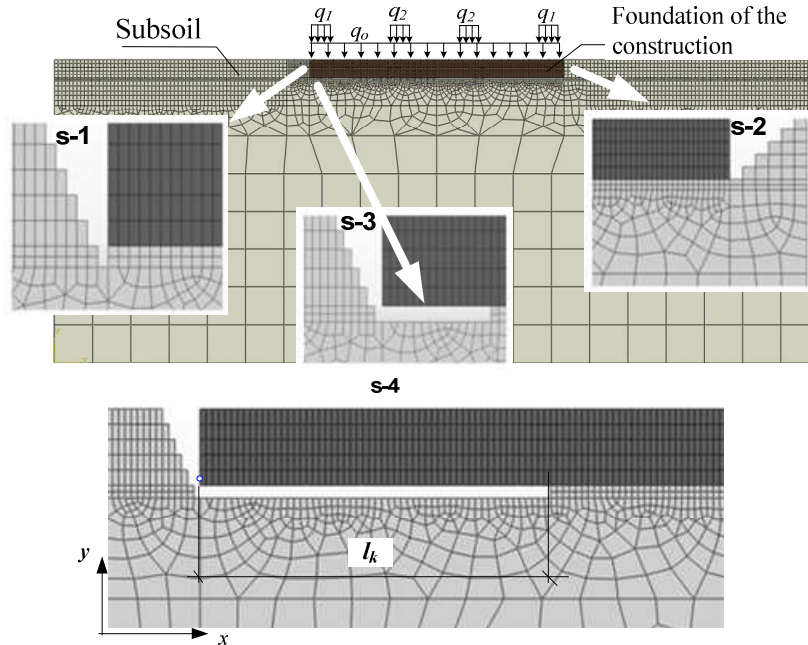 q1 q2 q2 q1
Foundation of the
construction
Subsoil
qo
s-1
s-2
s-3
s-4
lk
y
x